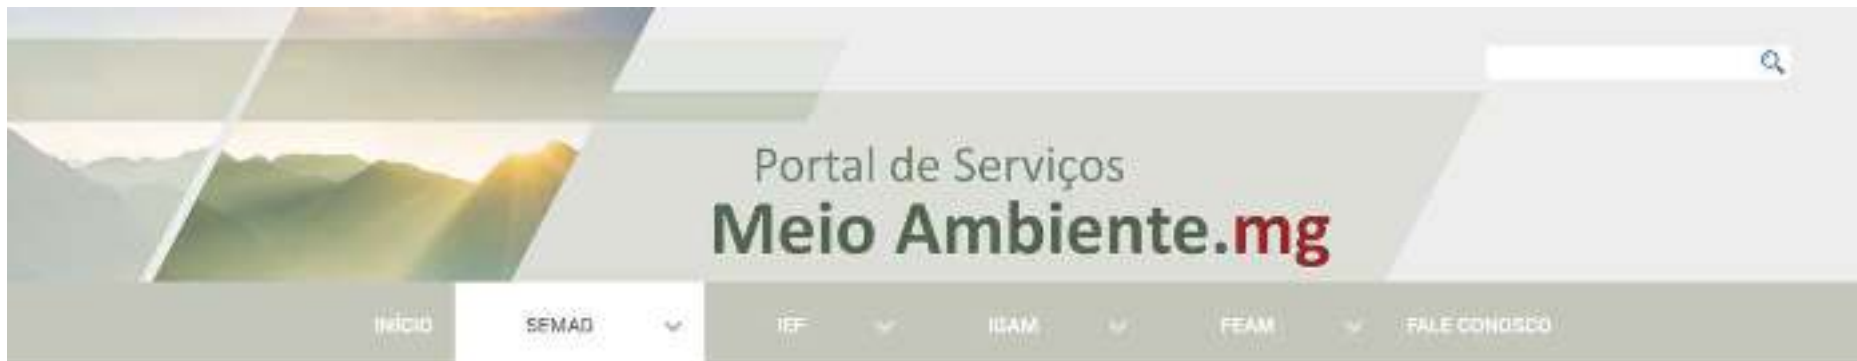 Portal de Serviços
Meio Ambiente.mg
INÍCIO SEMAD IEF IGAM FEAM FALE CONOSCO